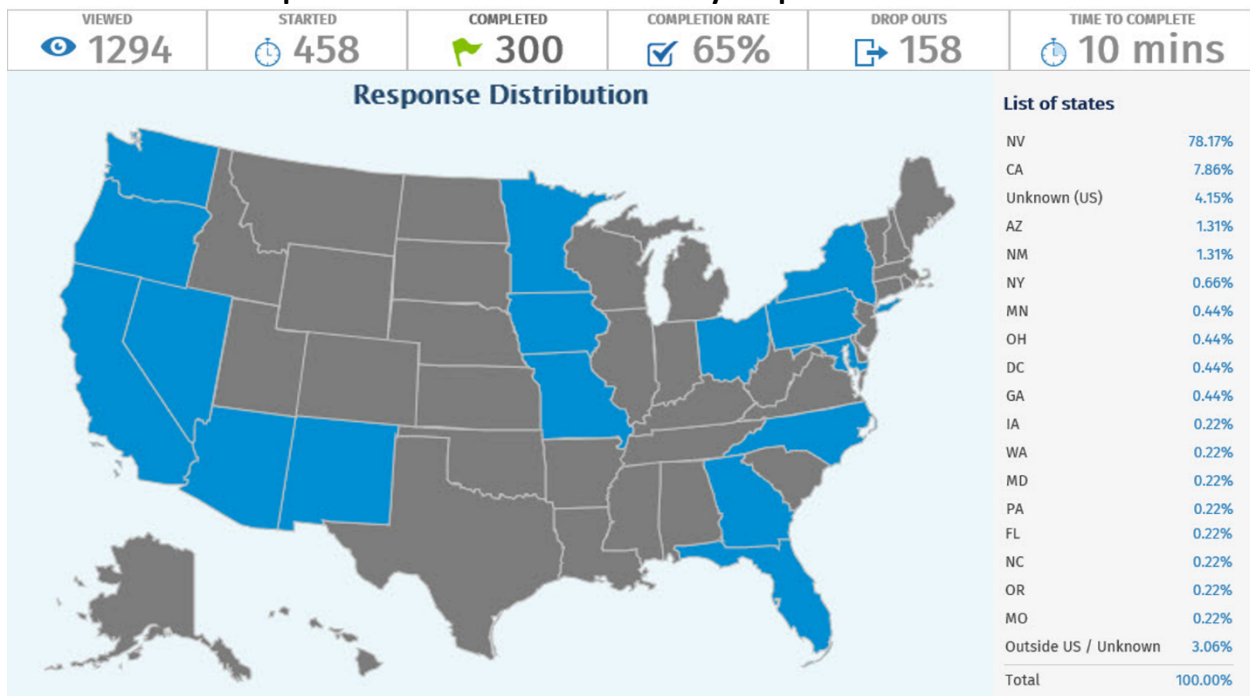 VIEWED STARTED COMPLETED COMPLETION RATE DROP OUTS TIME TO COMPLETE
1294 458 300 65% 158 10 mins
Response Distribution
List of states
NV 78.17%
CA 7.86%
Unknown (US) 4.15%
AZ 1.31%
NM 1.31%
NY 0.66%
MN 0.44%
OH 0.44%
DC 0.44%
GA 0.44%
IA 0.22%
WA 0.22%
MD 0.22%
PA 0.22%
FL 0.22%
NC 0.22%
OR 0.22%
MO 0.22%
Outside US / Unknown 3.06%
Total 100.00%